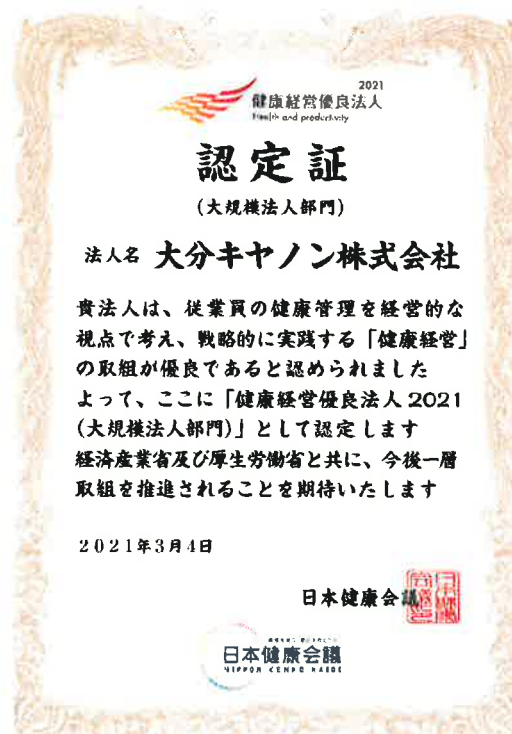 2021
健康経営優良法人
Health and productivity
認定証
(大規模法人部門)
法人名 大分キヤノン株式会社
貴法人は、従業員の健康管理を経営的な
視点で考え、戦略的に実践する「健康経営」
の取組が優良であると認められました
よって、ここに「健康経営優良法人2021
(大規模法人部門)」として認定します
経済産業省及び厚生労働省と共に、今後一層
取組を推進されることを期待いたします
2021年3月4日
日本健康会議
日本健康会議
NIPPON KENKO KAIGI